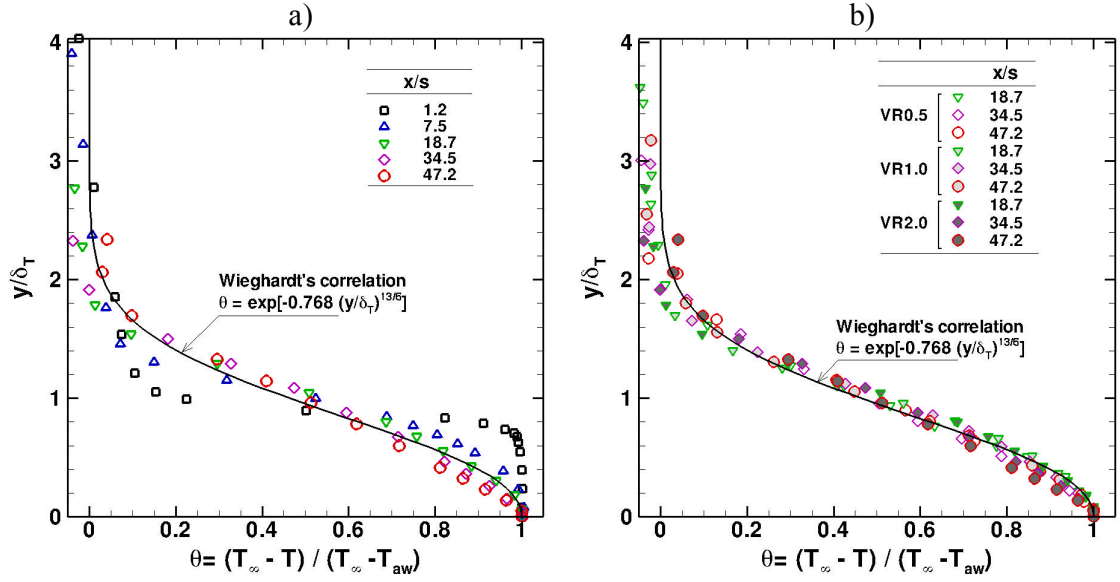 a)
4
3
2
1
0
y/δT
x/s
1.2
7.5
18.7
34.5
47.2
Wieghardt's correlation
θ = exp[-0.768 (y/δT)^13/6]
0 0.2 0.4 0.6 0.8 1
θ= (T∞ - T) / (T∞ -Taw)
b)
4
3
2
1
0
y/δT
x/s
VR0.5
18.7
34.5
47.2
VR1.0
18.7
34.5
47.2
VR2.0
18.7
34.5
47.2
Wieghardt's correlation
θ = exp[-0.768 (y/δT)^13/6]
0 0.2 0.4 0.6 0.8 1
θ= (T∞ - T) / (T∞ -Taw)